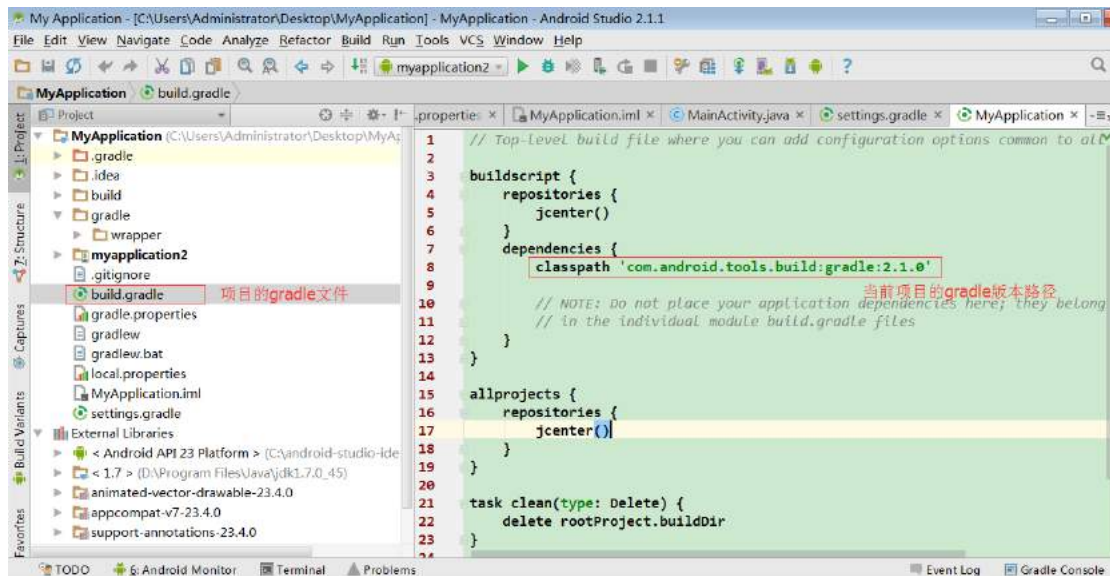 My Application - [C:\Users\Administrator\Desktop\MyApplication] - MyApplication - Android Studio 2.1.1
File Edit View Navigate Code Analyze Refactor Build Run Tools VCS Window Help
myapplication2
MyApplication build.gradle
Project
.properties MyApplication.iml MainActivity.java settings.gradle MyApplication
1: Project
7: Structure
Captures
Build Variants
Favorites
MyApplication (C:\Users\Administrator\Desktop\MyAp
.gradle
.idea
build
gradle
wrapper
myapplication2
.gitignore
build.gradle 项目的gradle文件
gradle.properties
gradlew
gradlew.bat
local.properties
MyApplication.iml
settings.gradle
External Libraries
< Android API 23 Platform > (C:\android-studio-ide
< 1.7 > (D:\Program Files\Java\jdk1.7.0_45)
animated-vector-drawable-23.4.0
appcompat-v7-23.4.0
support-annotations-23.4.0
1 // Top-level build file where you can add configuration options common to all
2
3 buildscript {
4 repositories {
5 jcenter()
6 }
7 dependencies {
8 classpath 'com.android.tools.build:gradle:2.1.0'
9
当前项目的gradle版本路径
10 // NOTE: Do not place your application dependencies here; they belong
11 // in the individual module build.gradle files
12 }
13 }
14
15 allprojects {
16 repositories {
17 jcenter()
18 }
19 }
20
21 task clean(type: Delete) {
22 delete rootProject.buildDir
23 }
24
TODO 6: Android Monitor Terminal Problems Event Log Gradle Console